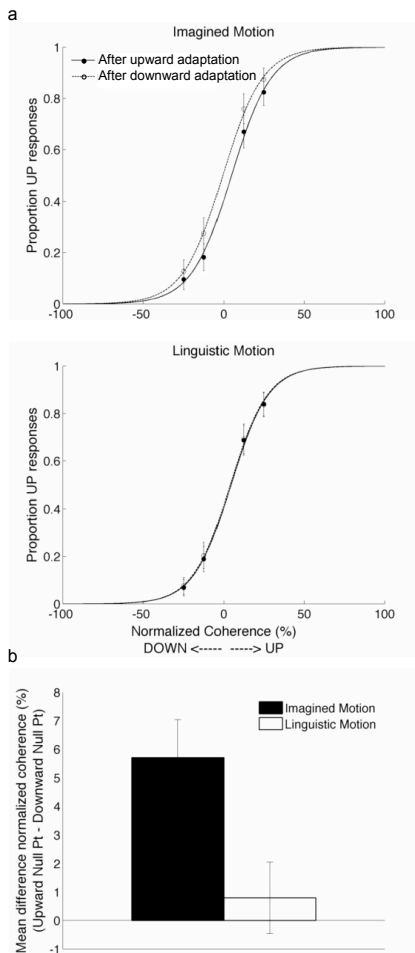 a
Imagined Motion
After upward adaptation
After downward adaptation
Proportion UP responses
1
0.8
0.6
0.4
0.2
0
-100
-50
0
50
100
Linguistic Motion
Proportion UP responses
1
0.8
0.6
0.4
0.2
0
-100
-50
0
50
100
Normalized Coherence (%)
DOWN <----- -----> UP
b
Mean difference normalized coherence (%)
(Upward Null Pt - Downward Null Pt)
8
7
6
5
4
3
2
1
0
-1
Imagined Motion
Linguistic Motion